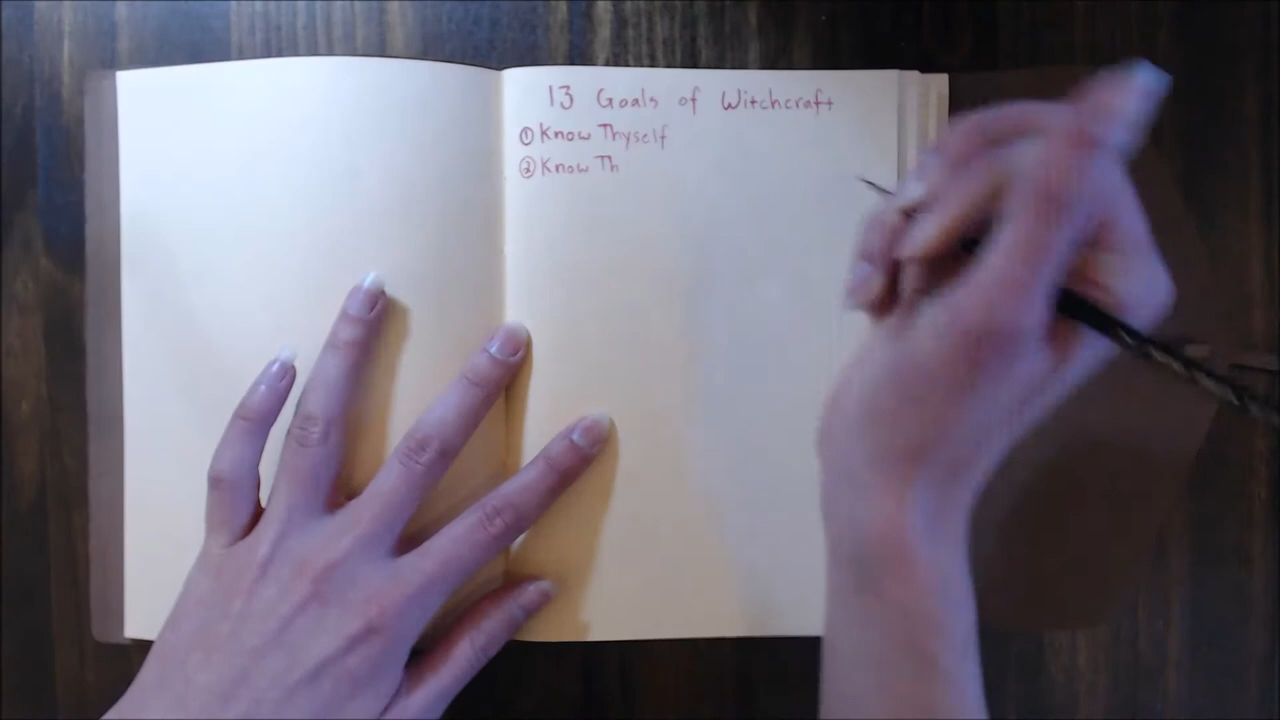 13 Goals of Witchcraft
① Know Thyself
② Know Th